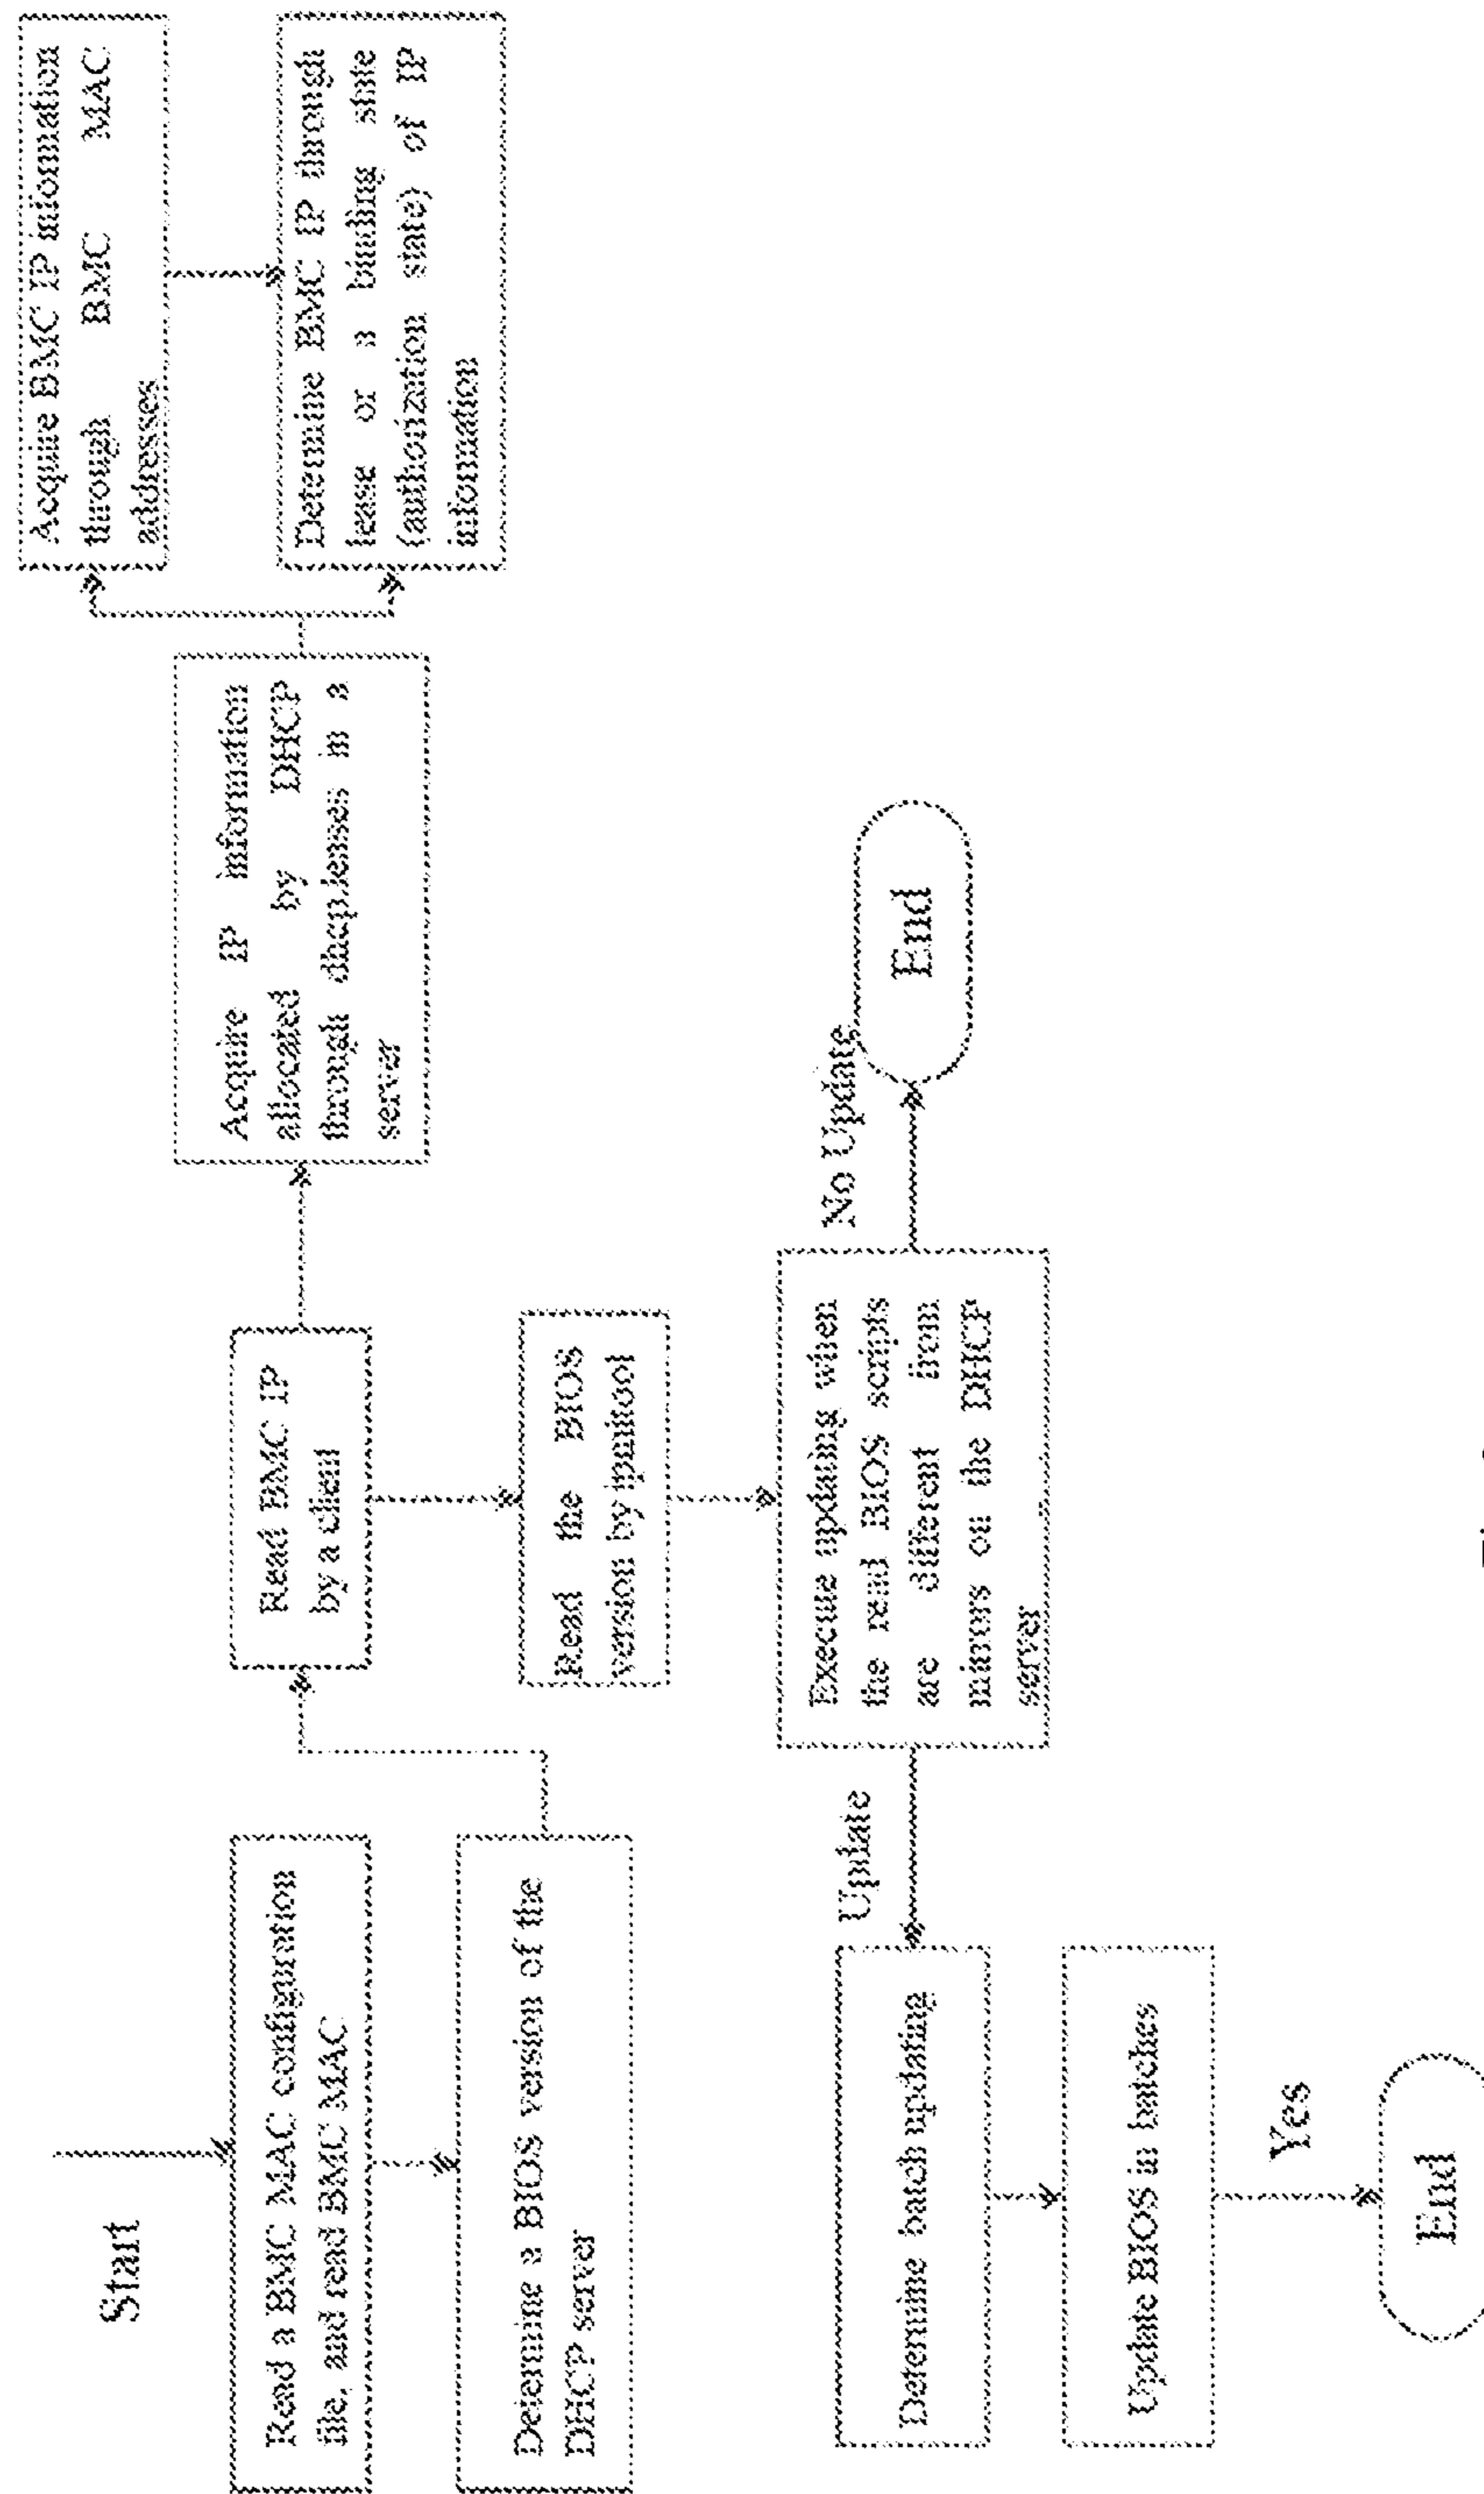 Start
Read a BMC MAC configuration
file, and read BMC MAC
Determine a BIOS version of the
DHCP server
Read BMC IP
by a client
Acquire IP information
allocated by DHCP
through dhcp.leases in a
server
Acquire BMC IP information
through BMC MAC
addresses
Determine BMC IP through
lease or a binding state
(authorization state) of IP
information
Read the BIOS
version by ipmitool
Execute updating when
the read BIOS scripts
are different from
mirrors on the DHCP
server
Update
No Update
End
Determine batch updating
Update BIOS in batches
Yes
End